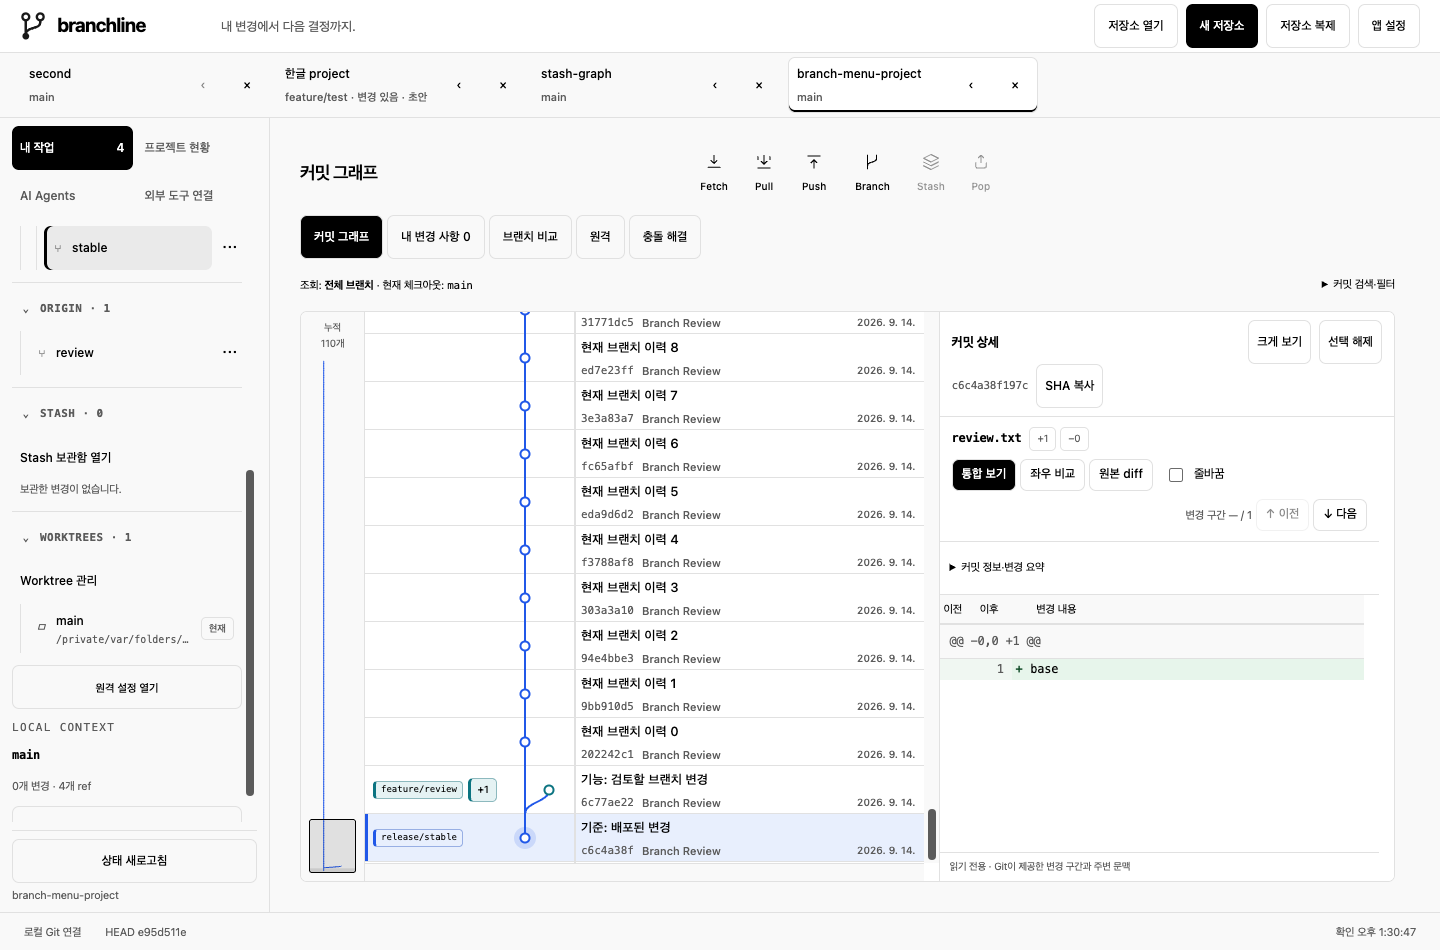 branchline
내 변경에서 다음 결정까지.
저장소 열기
새 저장소
저장소 복제
앱 설정
second
main
‹ ×
한글 project
feature/test · 변경 있음 · 초안
‹ ×
stash-graph
main
‹ ×
branch-menu-project
main
‹ ×
내 작업 4
프로젝트 현황
AI Agents
외부 도구 연결
stable
ORIGIN · 1
review
STASH · 0
Stash 보관함 열기
보관한 변경이 없습니다.
WORKTREES · 1
Worktree 관리
main
/private/var/folders/…
현재
원격 설정 열기
LOCAL CONTEXT
main
0개 변경 · 4개 ref
상태 새로고침
branch-menu-project
커밋 그래프
Fetch
Pull
Push
Branch
Stash
Pop
커밋 그래프
내 변경 사항 0
브랜치 비교
원격
충돌 해결
조회: 전체 브랜치 · 현재 체크아웃: main
▶ 커밋 검색·필터
누적
110개
31771dc5 Branch Review 2026. 9. 14.
현재 브랜치 이력 8
ed7e23ff Branch Review 2026. 9. 14.
현재 브랜치 이력 7
3e3a83a7 Branch Review 2026. 9. 14.
현재 브랜치 이력 6
fc65afbf Branch Review 2026. 9. 14.
현재 브랜치 이력 5
eda9d6d2 Branch Review 2026. 9. 14.
현재 브랜치 이력 4
f3788af8 Branch Review 2026. 9. 14.
현재 브랜치 이력 3
303a3a10 Branch Review 2026. 9. 14.
현재 브랜치 이력 2
94e4bbe3 Branch Review 2026. 9. 14.
현재 브랜치 이력 1
9bb910d5 Branch Review 2026. 9. 14.
현재 브랜치 이력 0
202242c1 Branch Review 2026. 9. 14.
feature/review +1
기능: 검토할 브랜치 변경
6c77ae22 Branch Review 2026. 9. 14.
release/stable
기준: 배포된 변경
c6c4a38f Branch Review 2026. 9. 14.
커밋 상세
크게 보기
선택 해제
c6c4a38f197c
SHA 복사
review.txt +1 −0
통합 보기
좌우 비교
원본 diff
줄바꿈
변경 구간 — / 1
↑ 이전
↓ 다음
▶ 커밋 정보·변경 요약
이전 이후 변경 내용
@@ −0,0 +1 @@
1 + base
읽기 전용 · Git이 제공한 변경 구간과 주변 문맥
로컬 Git 연결
HEAD e95d511e
확인 오후 1:30:47